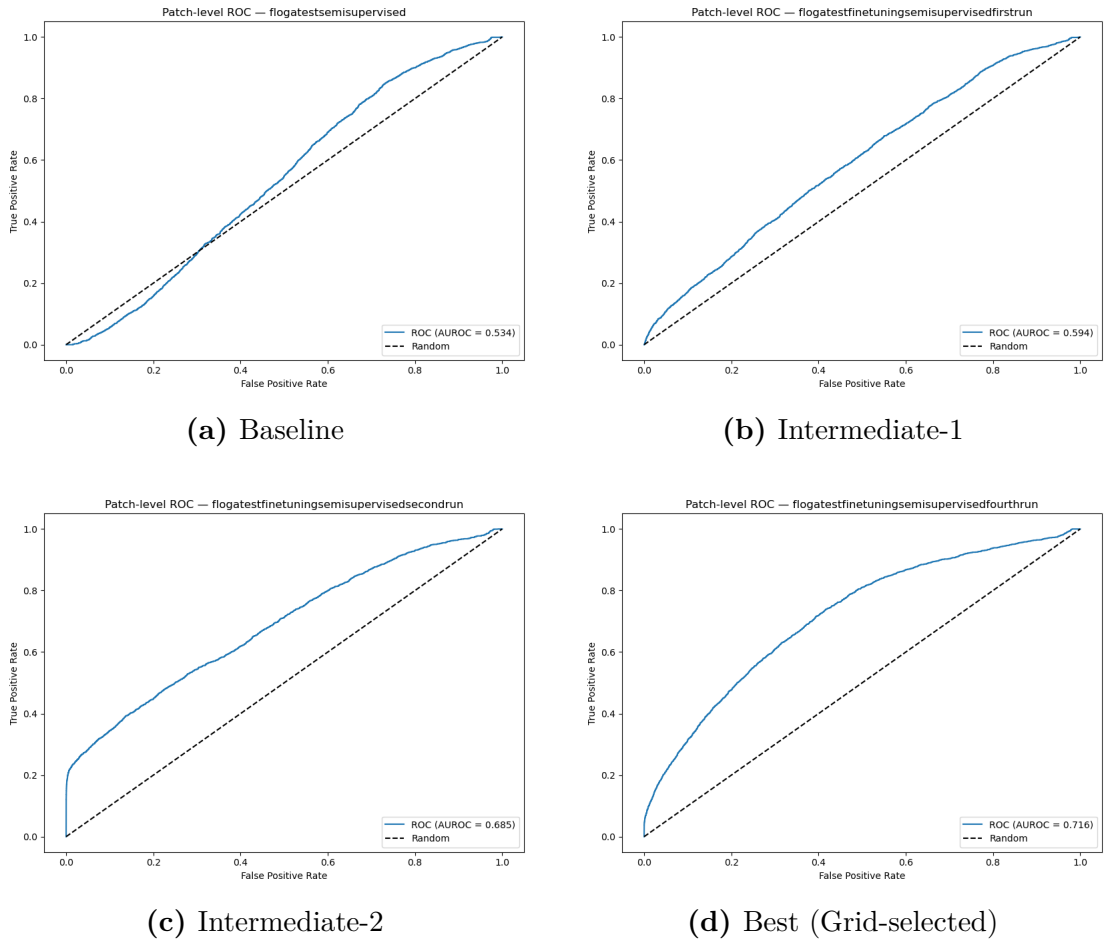 Patch-level ROC — flogatestsemisupervised
1.0
0.8
0.6
0.4
0.2
0.0
True Positive Rate
0.0 0.2 0.4 0.6 0.8 1.0
False Positive Rate
ROC (AUROC = 0.534)
Random
(a) Baseline
Patch-level ROC — flogatestfinetuningsemisupervisedfirstrun
1.0
0.8
0.6
0.4
0.2
0.0
True Positive Rate
0.0 0.2 0.4 0.6 0.8 1.0
False Positive Rate
ROC (AUROC = 0.594)
Random
(b) Intermediate-1
Patch-level ROC — flogatestfinetuningsemisupervisedsecondrun
1.0
0.8
0.6
0.4
0.2
0.0
True Positive Rate
0.0 0.2 0.4 0.6 0.8 1.0
False Positive Rate
ROC (AUROC = 0.685)
Random
(c) Intermediate-2
Patch-level ROC — flogatestfinetuningsemisupervisedfourthrun
1.0
0.8
0.6
0.4
0.2
0.0
True Positive Rate
0.0 0.2 0.4 0.6 0.8 1.0
False Positive Rate
ROC (AUROC = 0.716)
Random
(d) Best (Grid-selected)